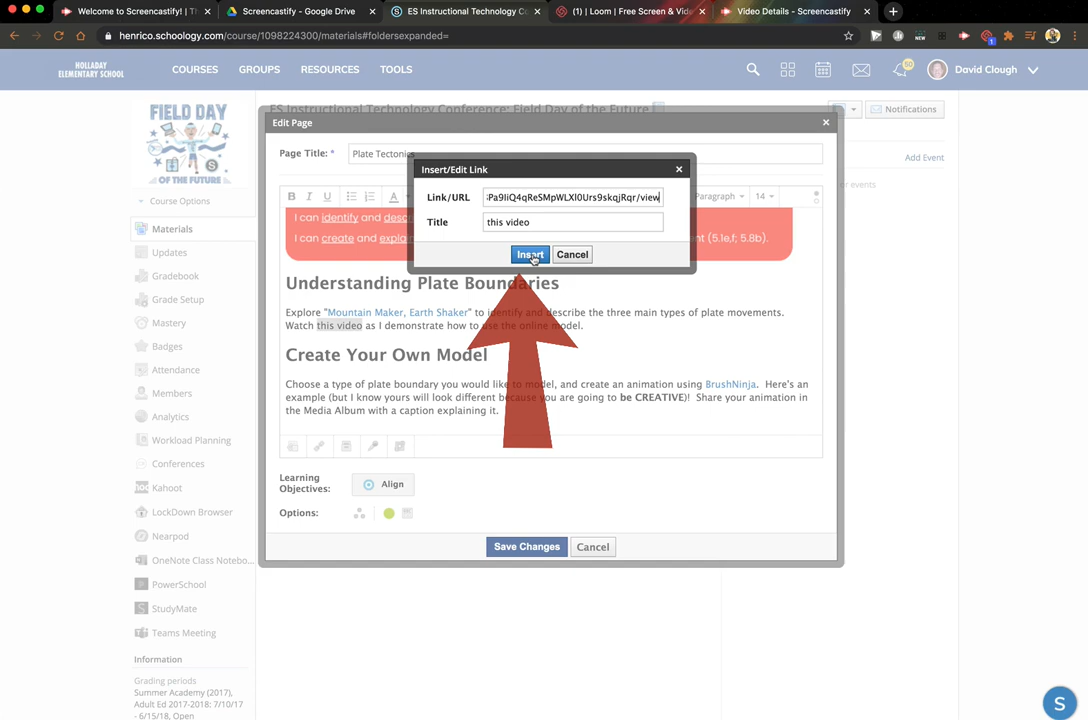 Welcome to Screencastify! | T
Screencastify - Google Drive
ES Instructional Technology Co
(1) | Loom | Free Screen & Vide
Video Details - Screencastify
henrico.schoology.com/course/1098224300/materials#foldersexpanded=
NEW
1
HOLLADAY
ELEMENTARY SCHOOL
COURSES
GROUPS
RESOURCES
TOOLS
50
David Clough
FIELD DAY
OF THE FUTURE
ES Instructional Technology Conference: Field Day of the Future
Notifications
Add Event
Course Options
Materials
Updates
Gradebook
Grade Setup
Mastery
Badges
Attendance
Members
Analytics
Workload Planning
Conferences
Kahoot
LockDown Browser
Nearpod
OneNote Class Notebo...
PowerSchool
StudyMate
Teams Meeting
Information
Grading periods
Summer Academy (2017),
Adult Ed 2017-2018: 7/10/17
- 6/15/18, Open
Edit Page
Page Title: *
Plate Tectonics
B I U A
Paragraph
14
Insert/Edit Link
Link/URL
:Pa9IiQ4qReSMpWLXl0Urs9skqjRqr/view
Title
this video
Insert
Cancel
I can identify and desc
I can create and explain
ent (5.1e,f; 5.8b).
Understanding Plate Boundaries
Explore "Mountain Maker, Earth Shaker" to identify and describe the three main types of plate movements.
Watch this video as I demonstrate how to use the online model.
Create Your Own Model
Choose a type of plate boundary you would like to model, and create an animation using BrushNinja. Here's an
example (but I know yours will look different because you are going to be CREATIVE)! Share your animation in
the Media Album with a caption explaining it.
Learning
Objectives:
Align
Options:
Save Changes
Cancel
S